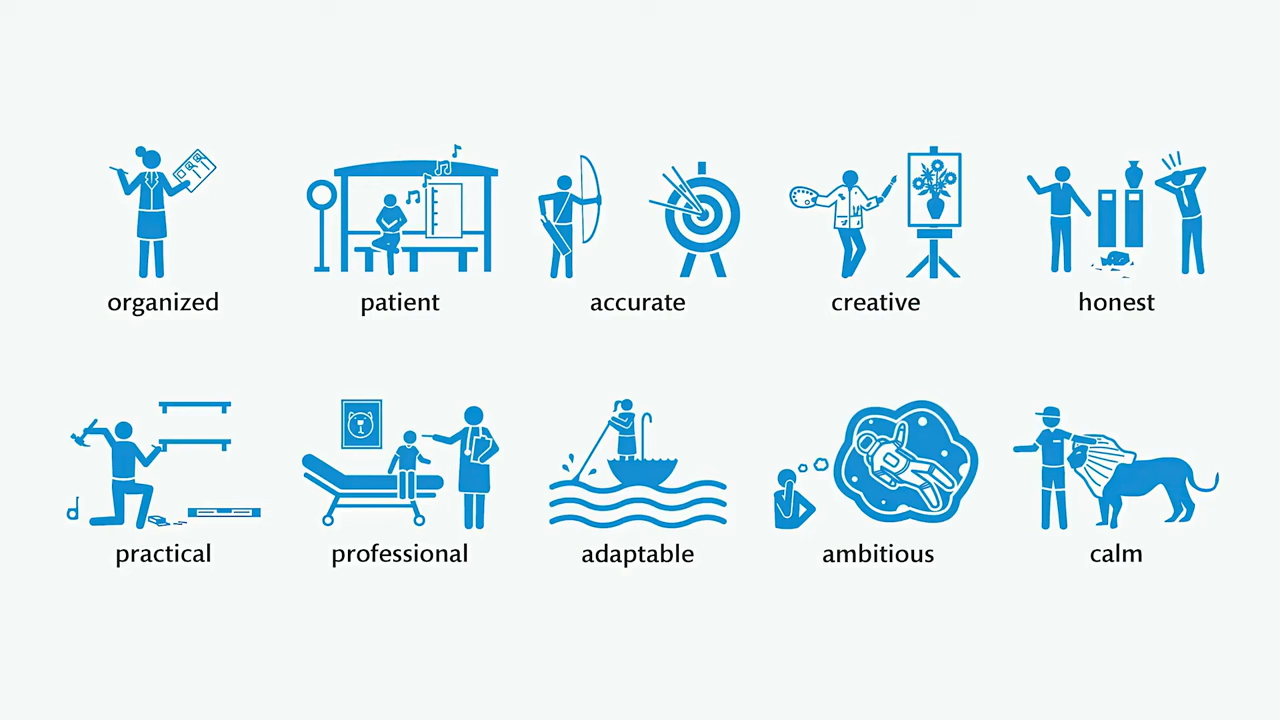 organized
patient
accurate
creative
honest
practical
professional
adaptable
ambitious
calm